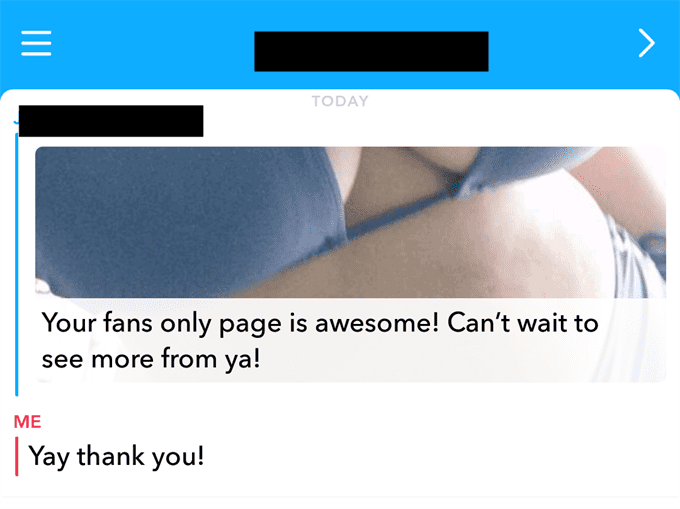 TODAY
Your fans only page is awesome! Can’t wait to
see more from ya!
ME
Yay thank you!